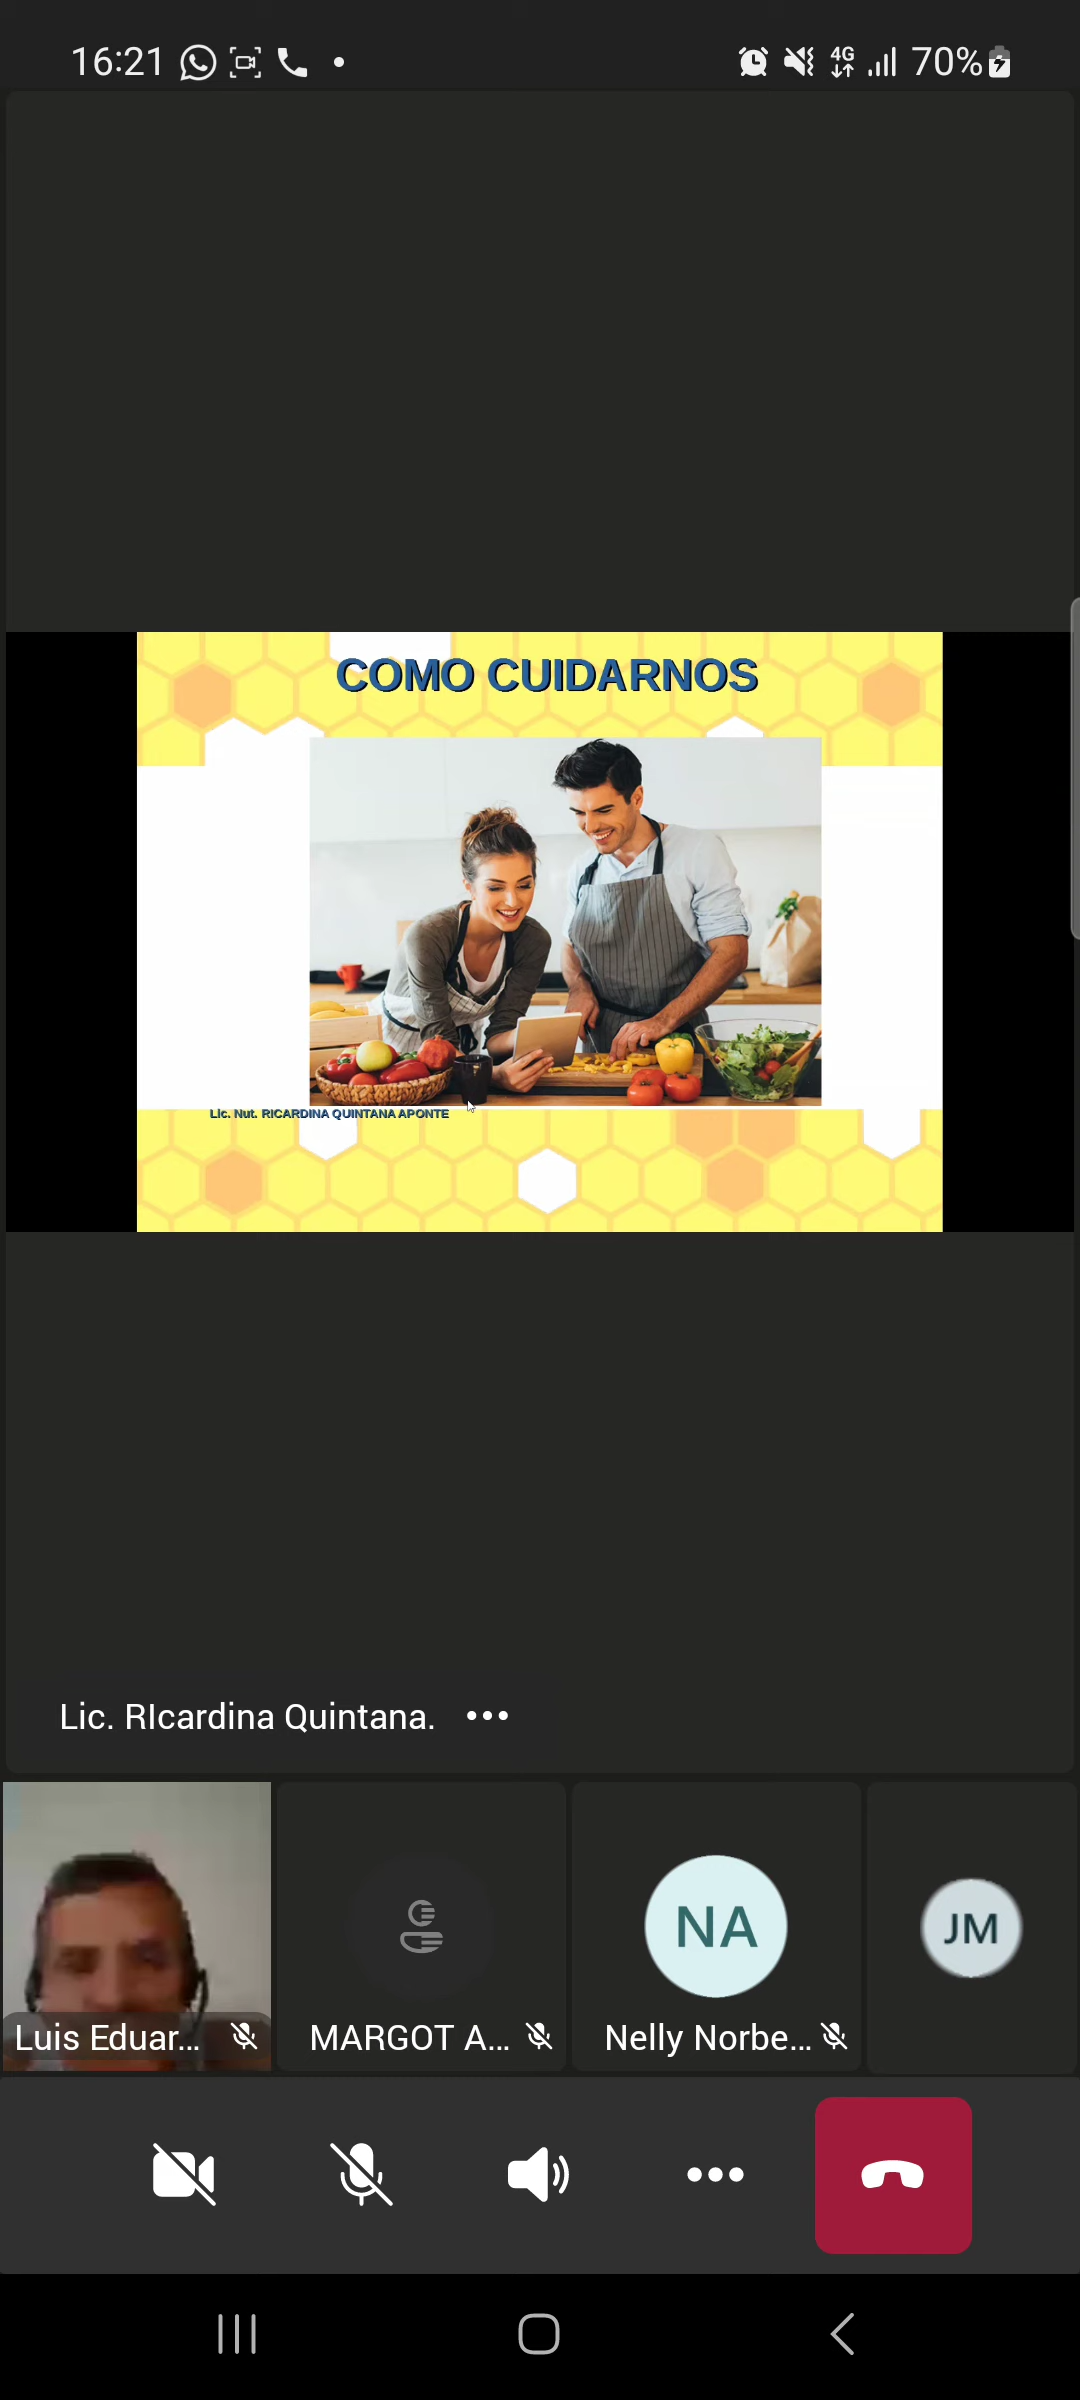 16:21
4G
70%
COMO CUIDARNOS
Lic. Nut. RICARDINA QUINTANA APONTE
Lic. RIcardina Quintana.
NA
JM
Luis Eduar...
MARGOT A...
Nelly Norbe...